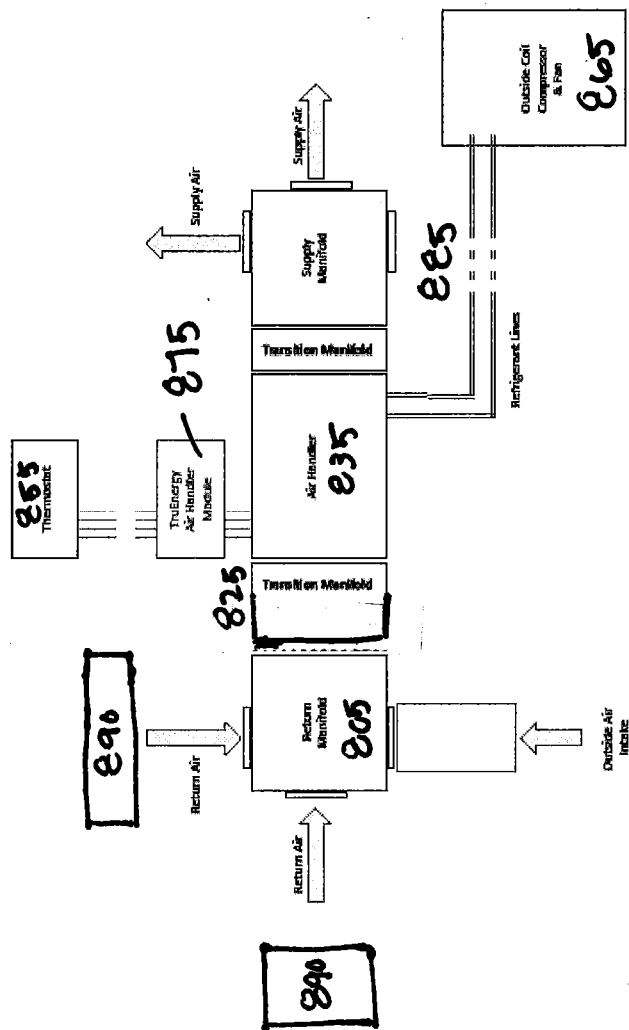 855
Thermostat
875
TruEnergy
Air Handler
Module
Supply Air
Supply Air
Supply
Manifold
Transition Manifold
Air Handler
835
825
Transition Manifold
Return
Manifold
805
890
Return Air
890
Return Air
Outside Air
Intake
885
Refrigerant Lines
Outside Coil
Compressor
& Fan
865